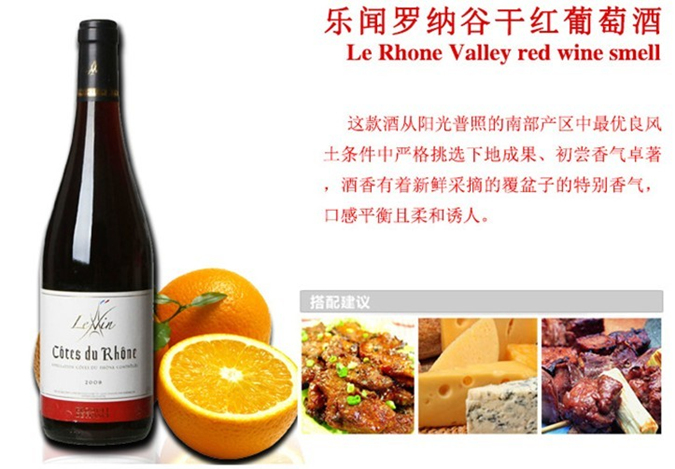 乐闻罗纳谷干红葡萄酒
Le Rhone Valley red wine smell
这款酒从阳光普照的南部产区中最优良风
土条件中严格挑选下地成果、初尝香气卓著
，酒香有着新鲜采摘的覆盆子的特别香气，
口感平衡且柔和诱人。
搭配建议
Côtes du Rhône
2009